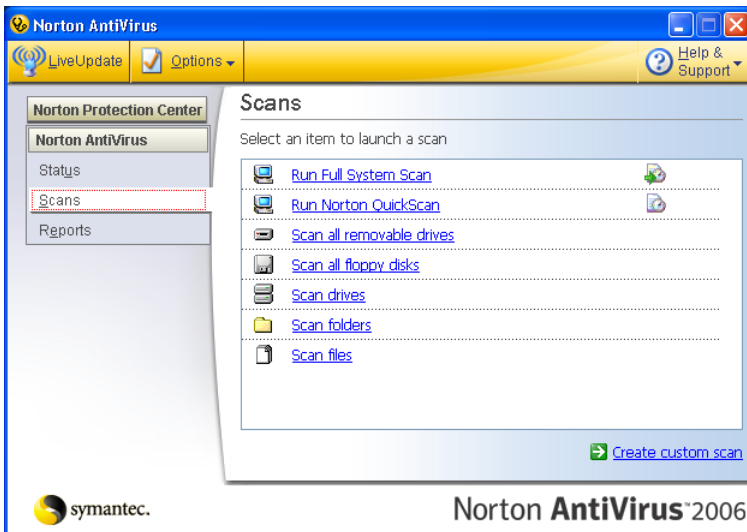 Norton AntiVirus
LiveUpdate
Options
Help & Support
Norton Protection Center
Norton AntiVirus
Status
Scans
Reports
Scans
Select an item to launch a scan
Run Full System Scan
Run Norton QuickScan
Scan all removable drives
Scan all floppy disks
Scan drives
Scan folders
Scan files
Create custom scan
symantec.
Norton AntiVirus™2006